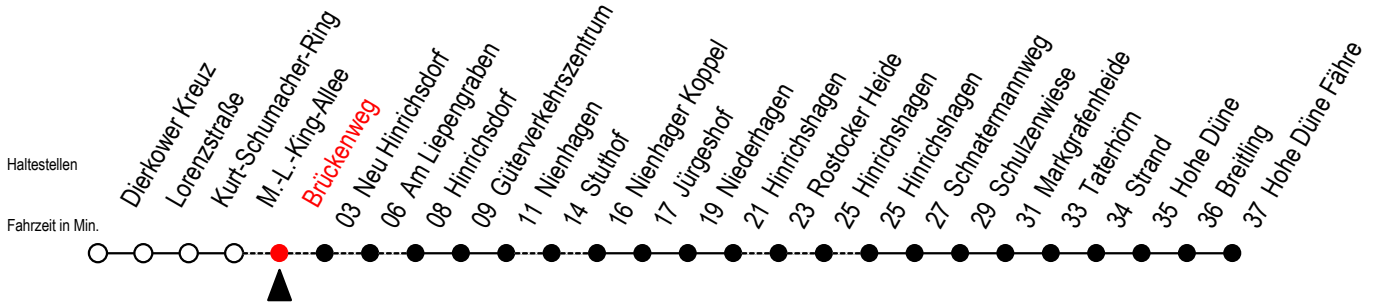 Haltestellen
Fahrzeit in Min.
Dierkower Kreuz
Lorenzstraße
Kurt-Schumacher-Ring
M.-L.-King-Allee
Brückenweg
03 Neu Hinrichsdorf
06 Am Liepengraben
08 Hinrichsdorf
09 Güterverkehrszentrum
11 Nienhagen
14 Stuthof
16 Nienhager Koppel
17 Jürgeshof
19 Niederhagen
21 Hinrichshagen
23 Rostocker Heide
25 Hinrichshagen
25 Hinrichshagen
27 Schnatermannweg
29 Schulzenwiese
31 Markgrafenheide
33 Taterhörn
34 Strand
35 Hohe Düne
36 Breitling
37 Hohe Düne Fähre